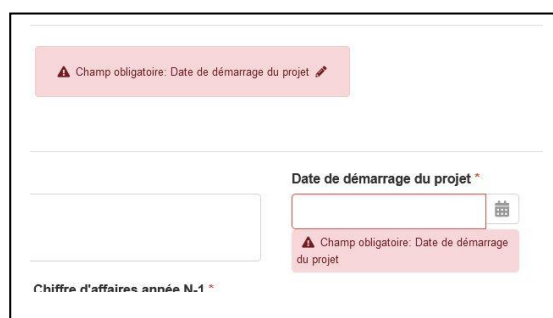 Champ obligatoire: Date de démarrage du projet
Date de démarrage du projet *
Champ obligatoire: Date de démarrage
du projet
Chiffre d'affaires année N-1 *